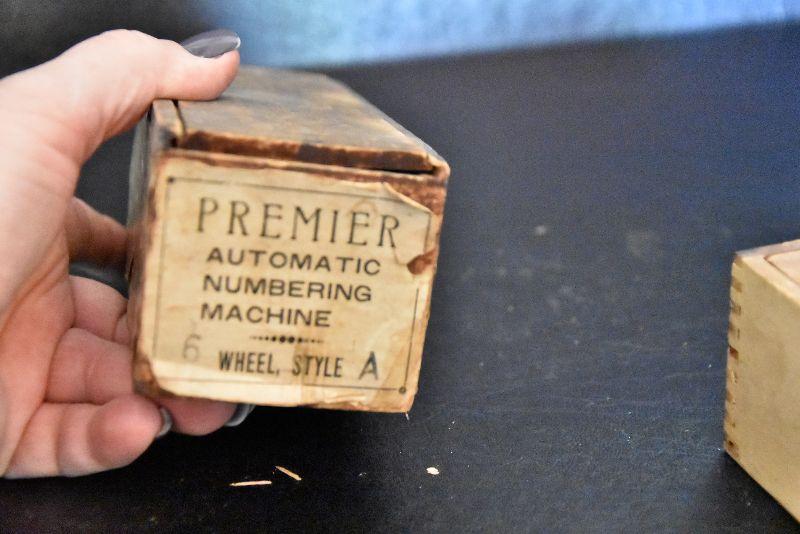 PREMIER
AUTOMATIC
NUMBERING
MACHINE
6 WHEEL, STYLE A